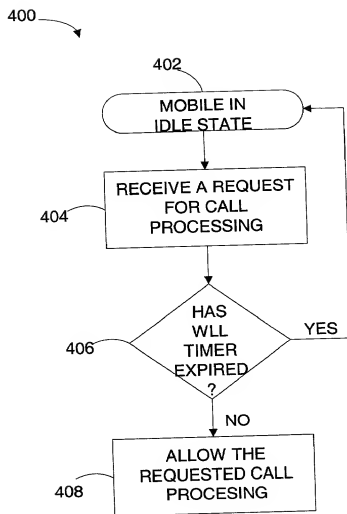 400
402
MOBILE IN
IDLE STATE
RECEIVE A REQUEST
FOR CALL
PROCESSING
404
HAS
WLL
TIMER
EXPIRED
?
406
YES
NO
ALLOW THE
REQUESTED CALL
PROCESING
408